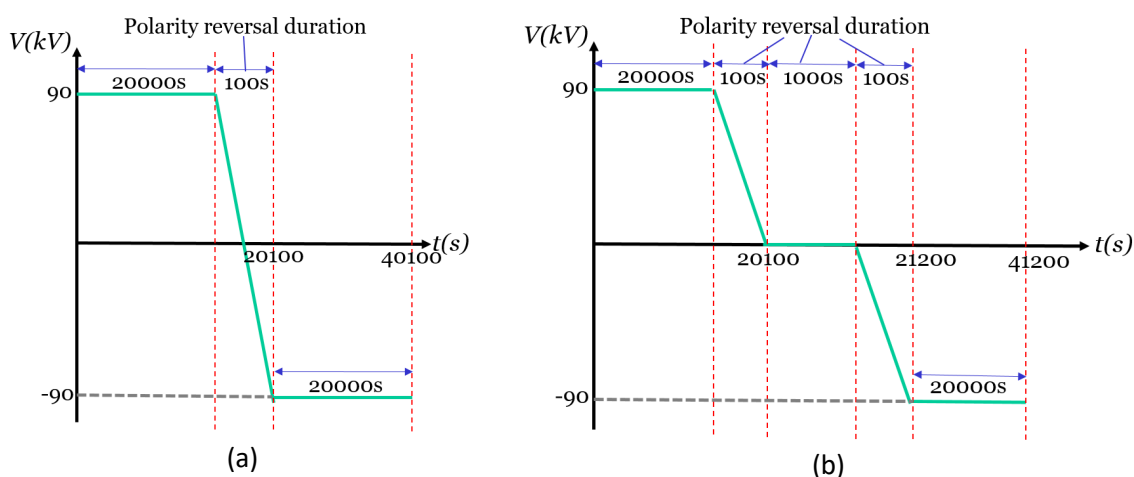 Polarity reversal duration
V(kV)
20000s
100s
90
t(s)
20100
40100
20000s
-90
(a)
Polarity reversal duration
V(kV)
20000s
100s
1000s
100s
90
t(s)
20100
21200
41200
20000s
-90
(b)